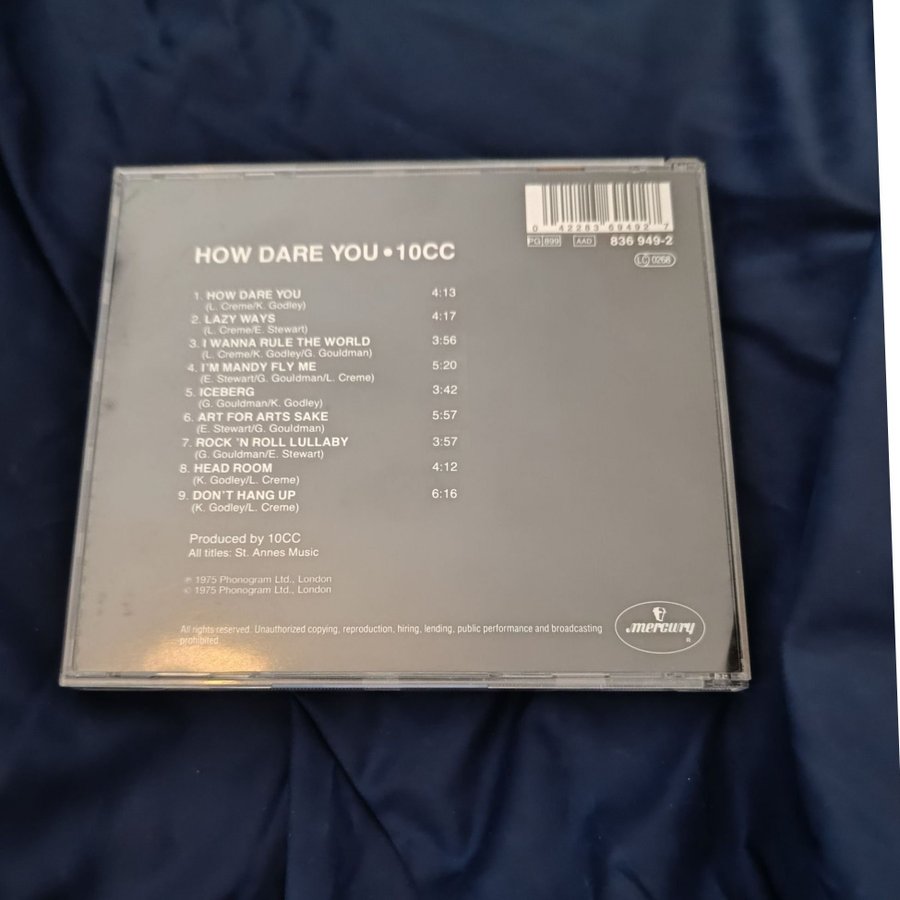 0 42283 69492 7
PG 899 AAD 836 949-2
LC 0268
HOW DARE YOU • 10CC
1. HOW DARE YOU 4:13
(L. Creme/K. Godley)
2. LAZY WAYS 4:17
(L. Creme/E. Stewart)
3. I WANNA RULE THE WORLD 3:56
(L. Creme/K. Godley/G. Gouldman)
4. I'M MANDY FLY ME 5:20
(E. Stewart/G. Gouldman/L. Creme)
5. ICEBERG 3:42
(G. Gouldman/K. Godley)
6. ART FOR ARTS SAKE 5:57
(E. Stewart/G. Gouldman)
7. ROCK 'N ROLL LULLABY 3:57
(G. Gouldman/E. Stewart)
8. HEAD ROOM 4:12
(K. Godley/L. Creme)
9. DON'T HANG UP 6:16
(K. Godley/L. Creme)
Produced by 10CC
All titles: St. Annes Music
℗ 1975 Phonogram Ltd., London
© 1975 Phonogram Ltd., London
All rights reserved. Unauthorized copying, reproduction, hiring, lending, public performance and broadcasting
prohibited.
mercury
R